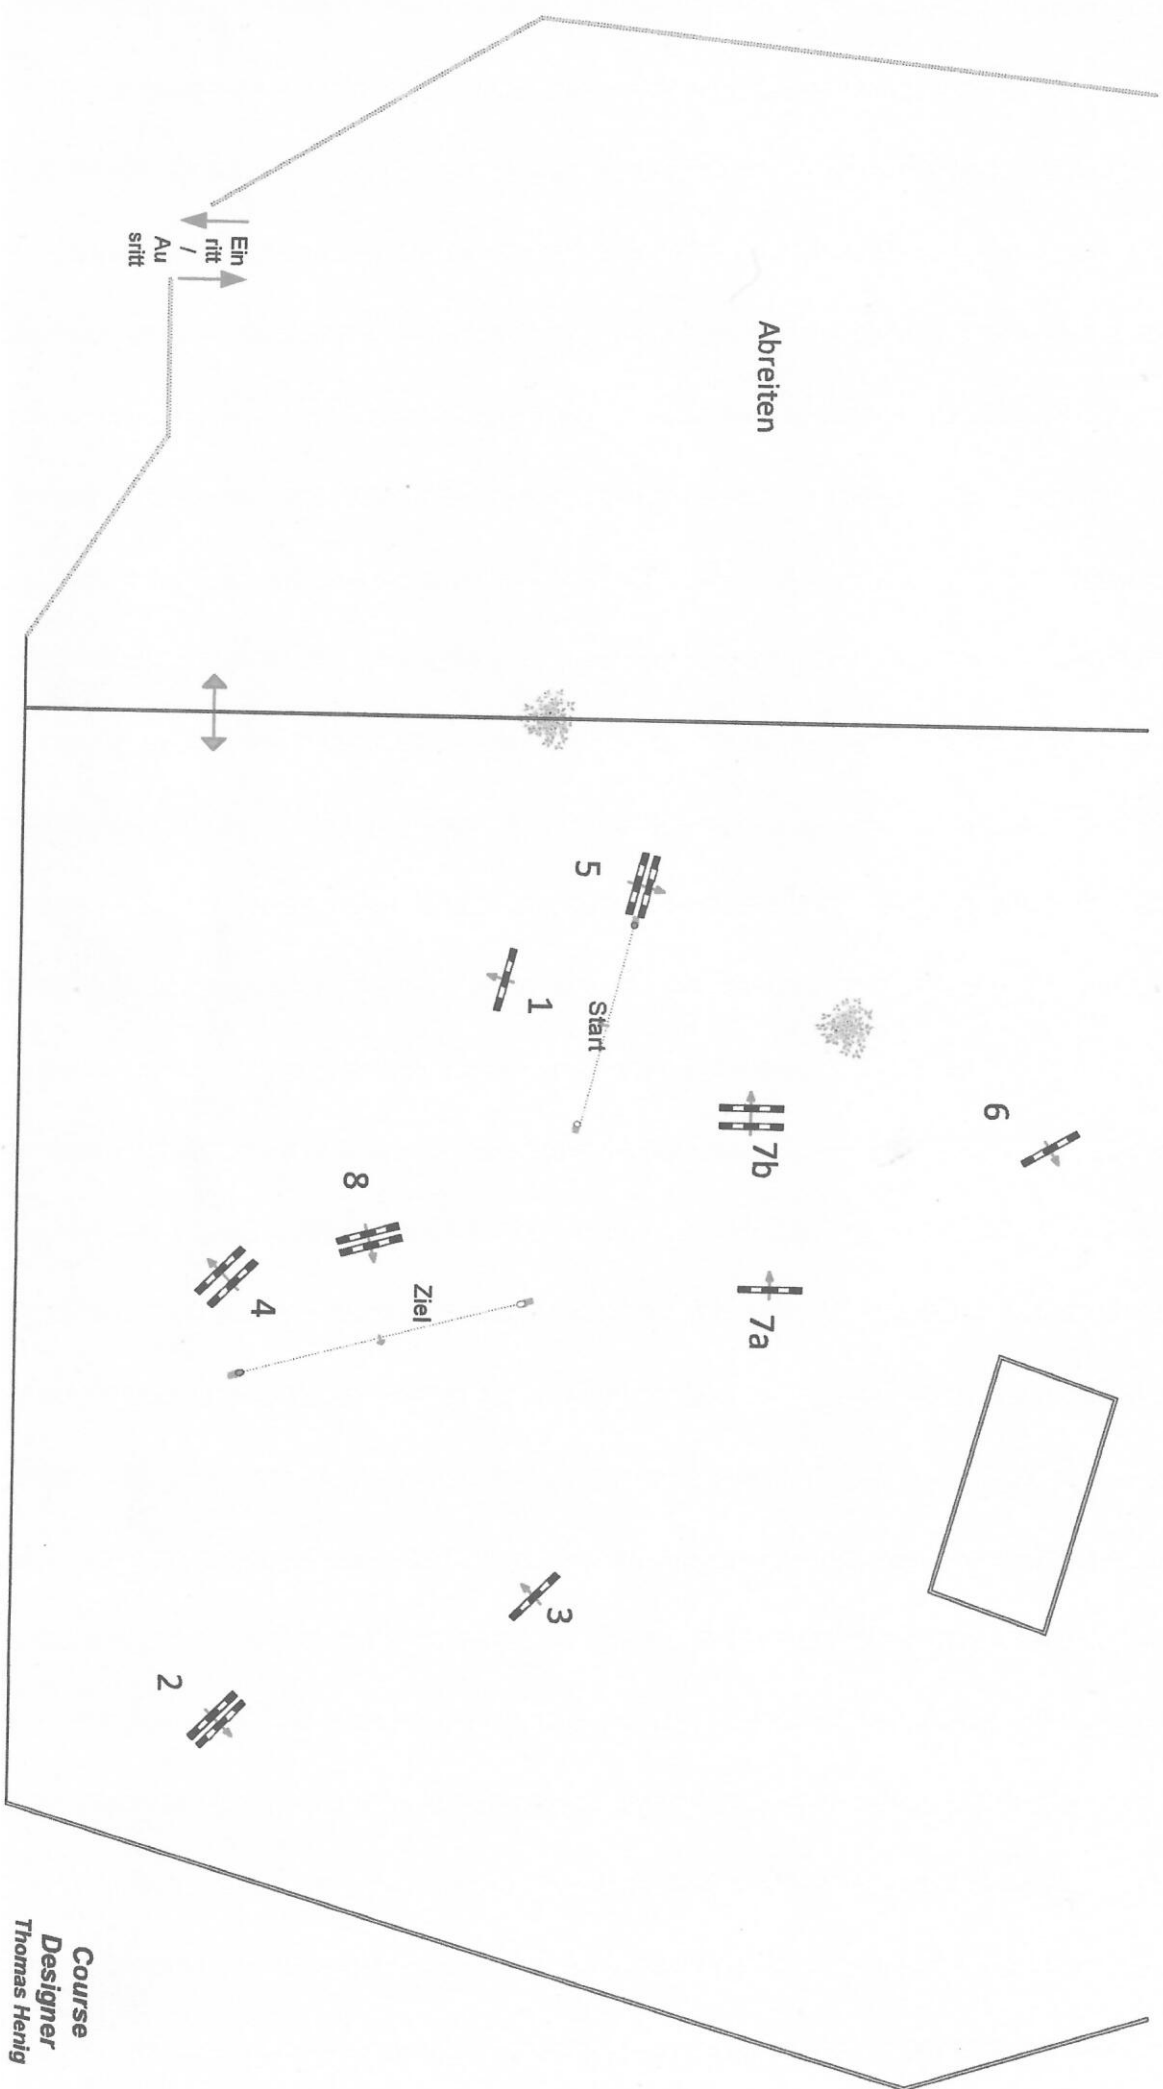 Ein
ritt
/
Au
sritt
Abreiten
5
1
Start
7b
6
8
4
Ziel
7a
3
2
Course
Designer
Thomas Henig